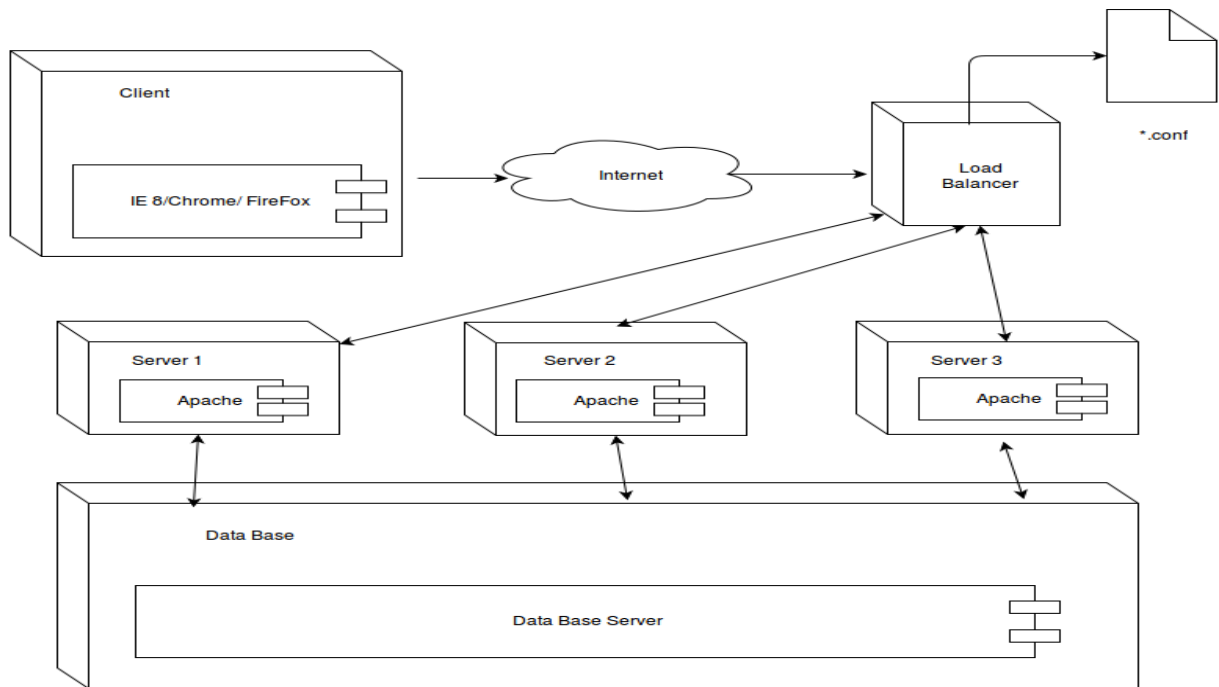 Client
IE 8/Chrome/ FireFox
Internet
Load
Balancer
*.conf
Server 1
Apache
Server 2
Apache
Server 3
Apache
Data Base
Data Base Server